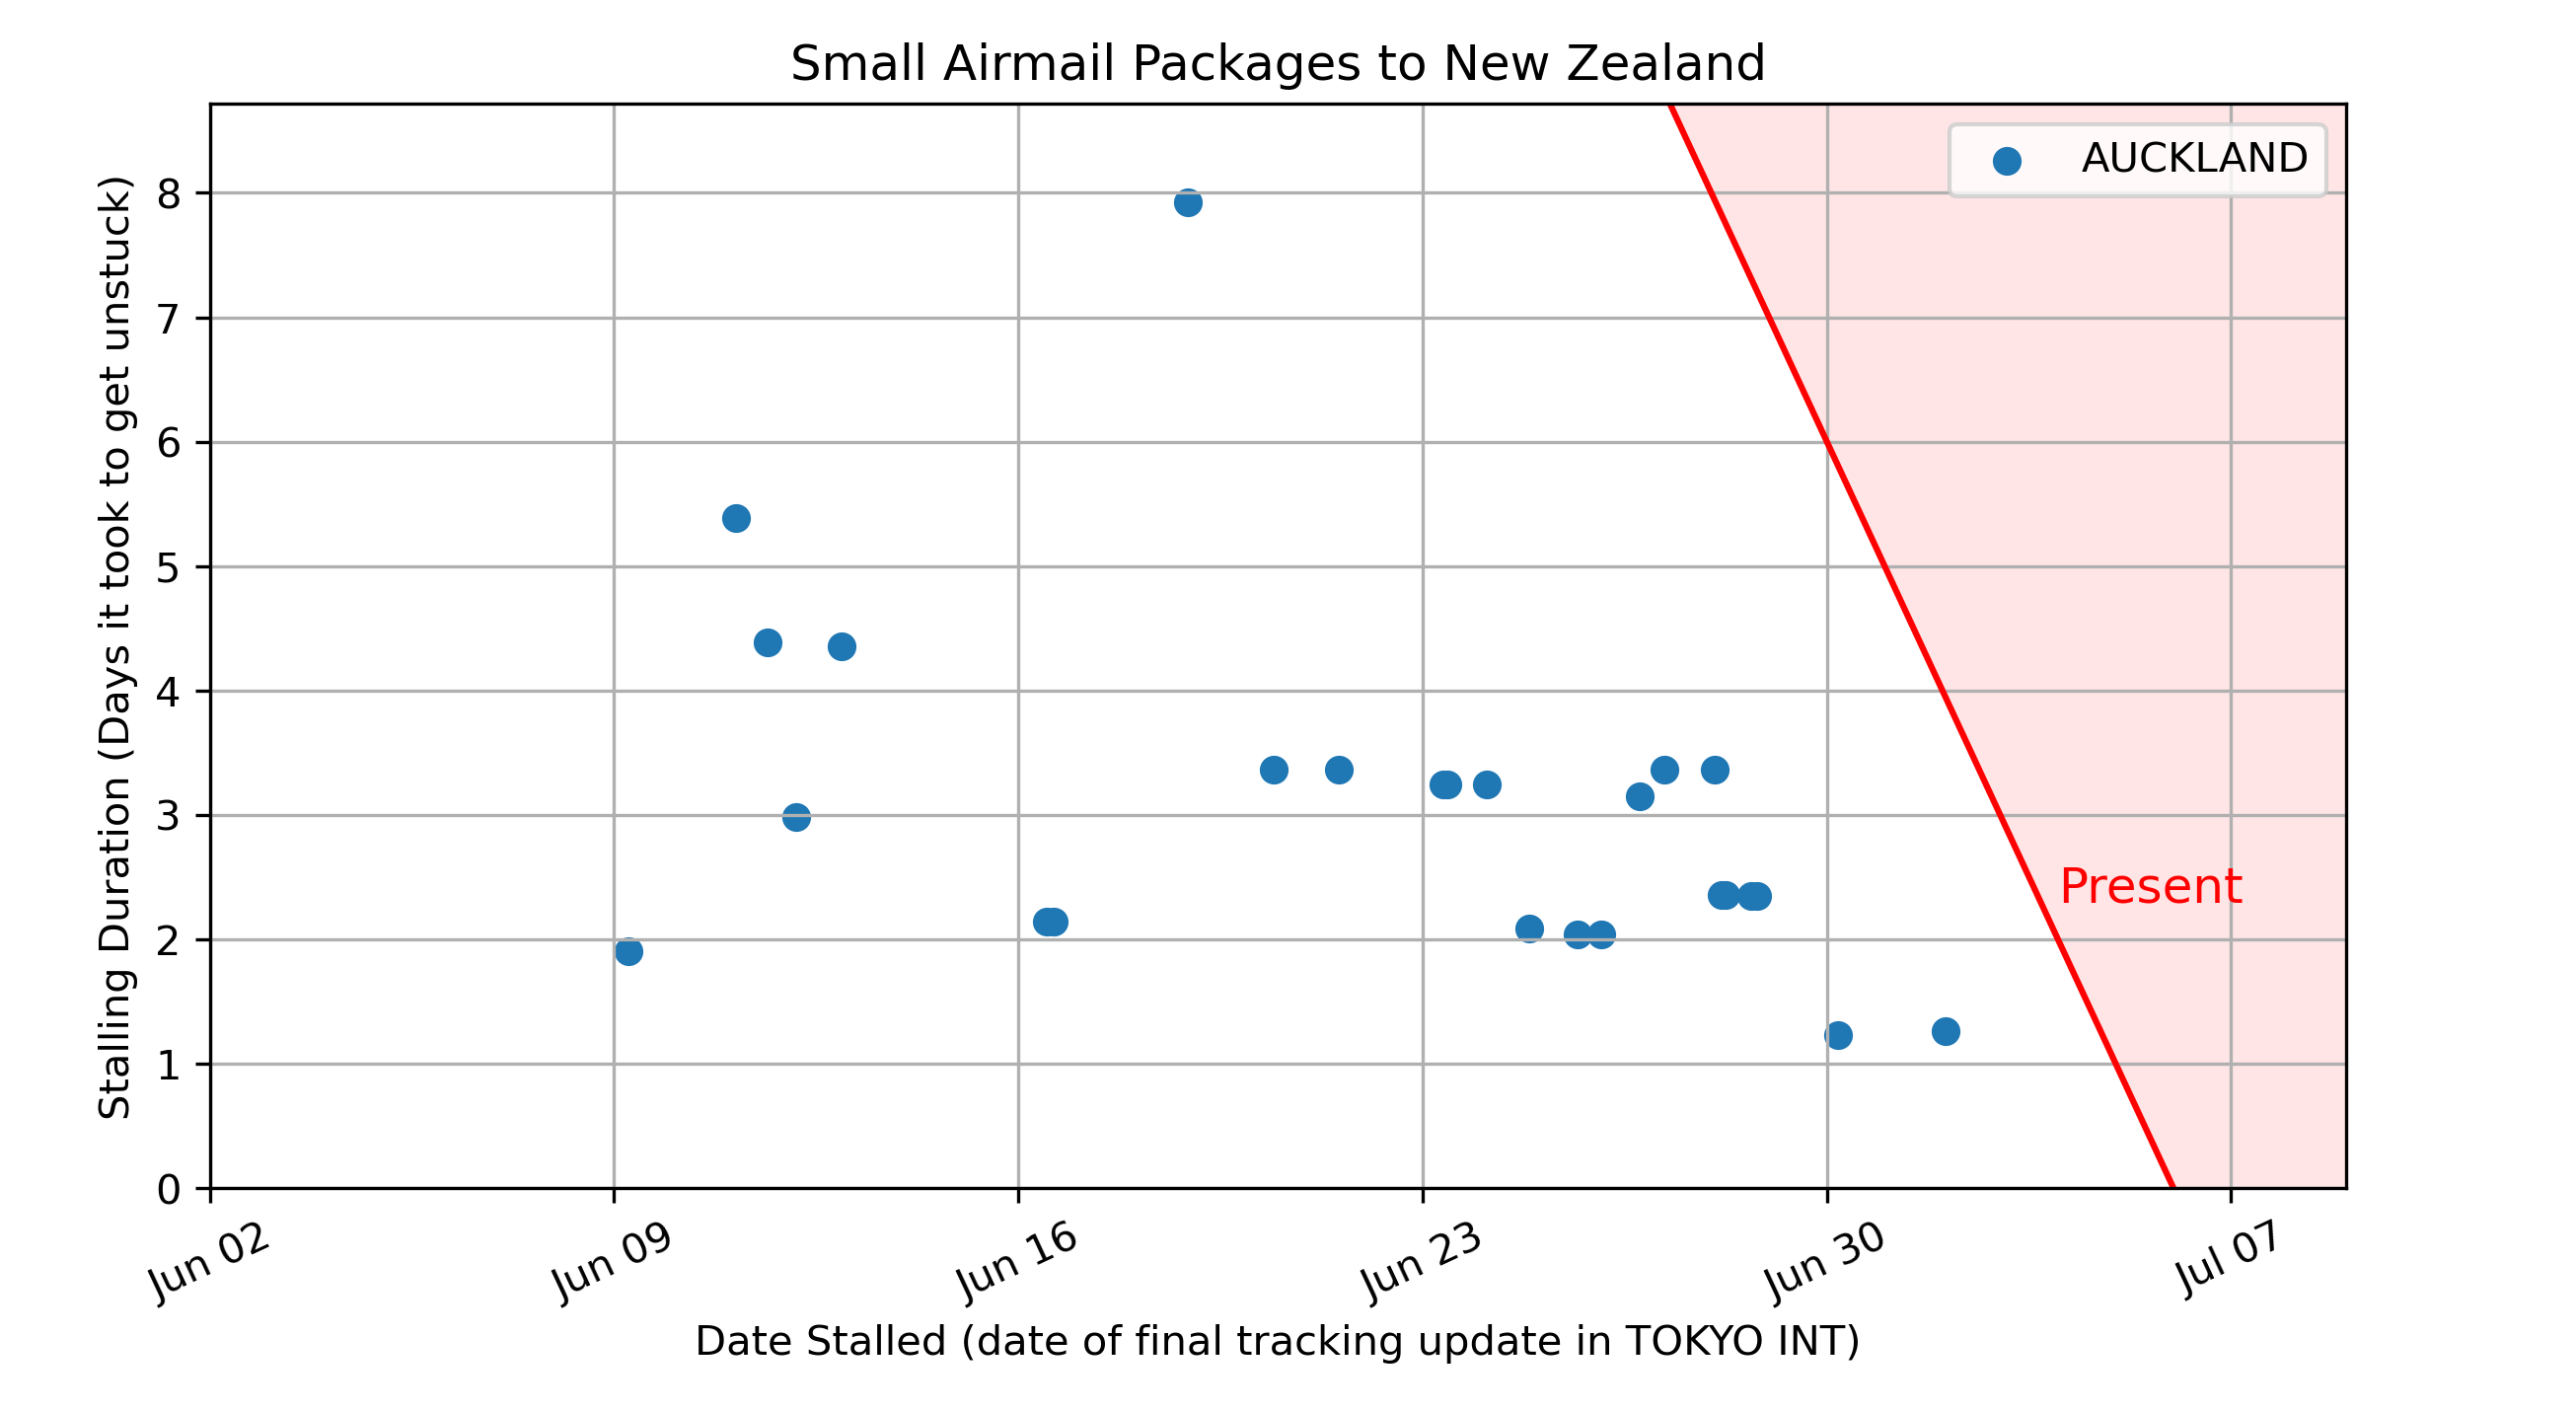 Small Airmail Packages to New Zealand
AUCKLAND
Stalling Duration (Days it took to get unstuck)
8
7
6
5
4
3
2
1
0
Present
Jun 02
Jun 09
Jun 16
Jun 23
Jun 30
Jul 07
Date Stalled (date of final tracking update in TOKYO INT)